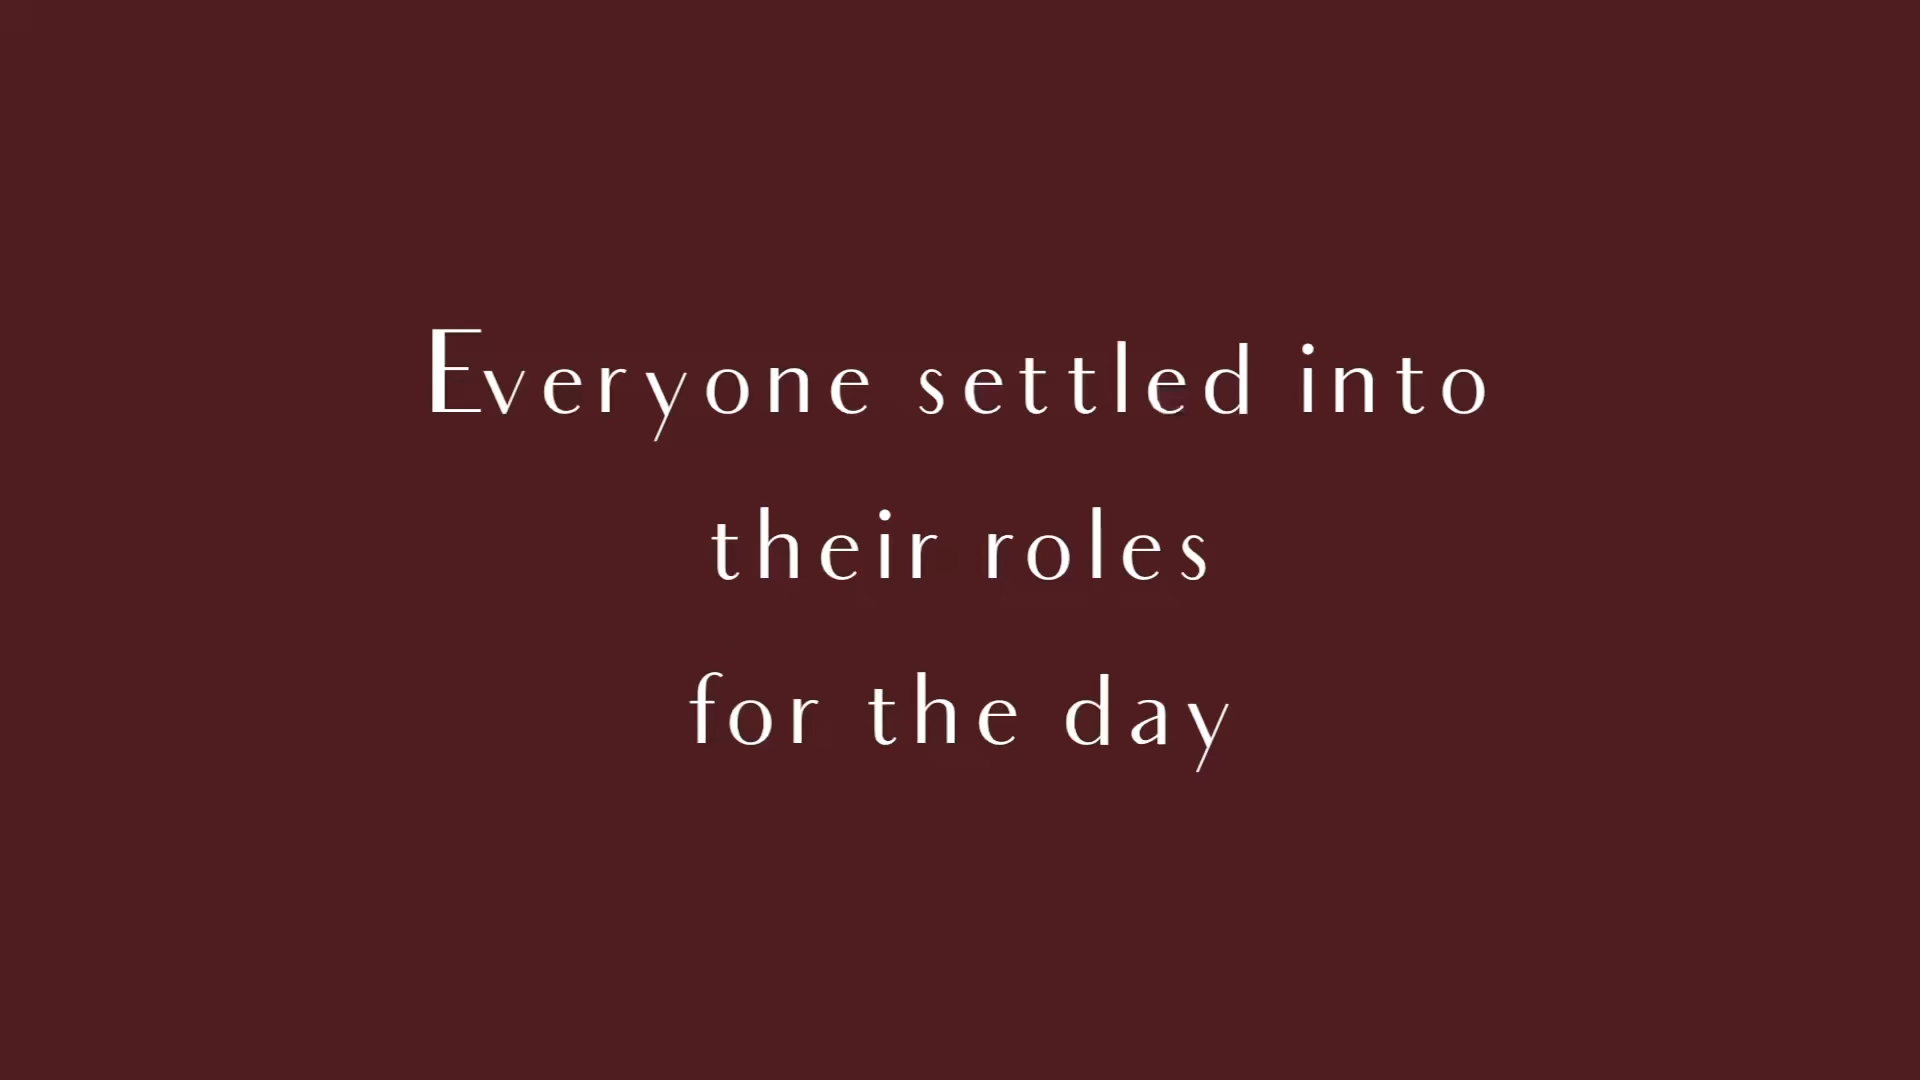 Everyone settled into
their roles
for the day